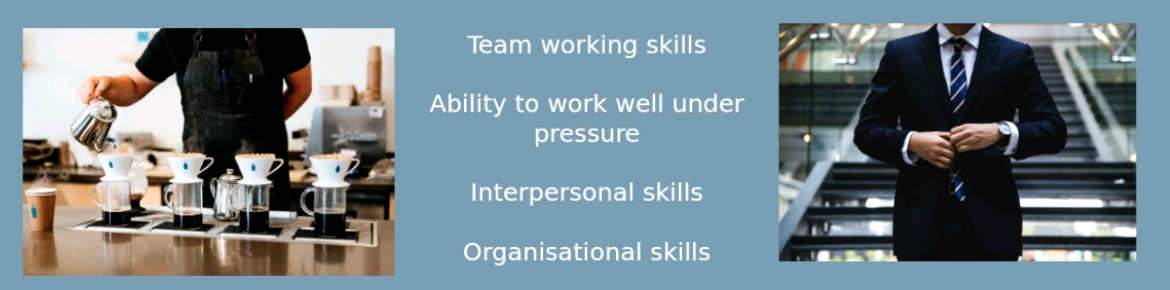 Team working skills
Ability to work well under
pressure
Interpersonal skills
Organisational skills